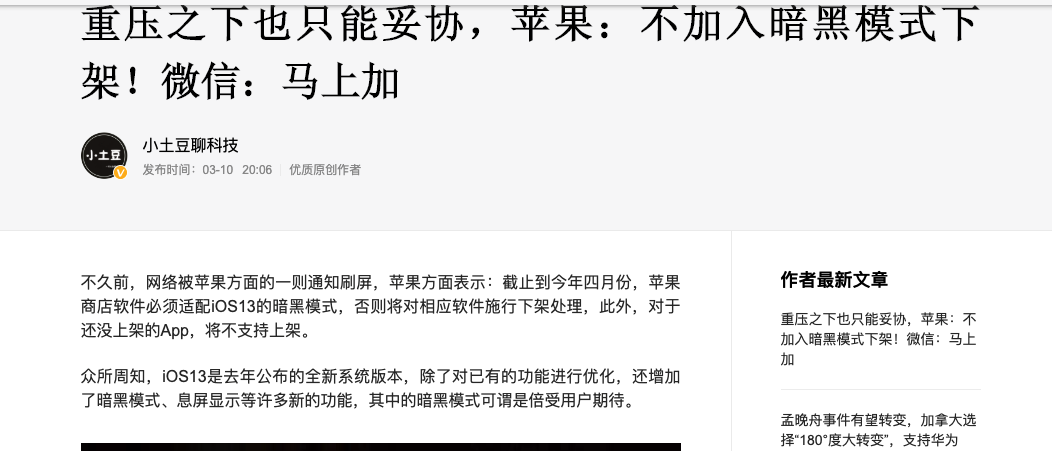 重压之下也只能妥协，苹果：不加入暗黑模式下
架！微信：马上加
小土豆
小土豆聊科技
发布时间：03-10 20:06 优质原创作者
不久前，网络被苹果方面的一则通知刷屏，苹果方面表示：截止到今年四月份，苹果
商店软件必须适配iOS13的暗黑模式，否则将对相应软件施行下架处理，此外，对于
还没上架的App，将不支持上架。
众所周知，iOS13是去年公布的全新系统版本，除了对已有的功能进行优化，还增加
了暗黑模式、息屏显示等许多新的功能，其中的暗黑模式可谓是倍受用户期待。
作者最新文章
重压之下也只能妥协，苹果：不
加入暗黑模式下架！微信：马上
加
孟晚舟事件有望转变，加拿大选
择“180°度大转变”，支持华为